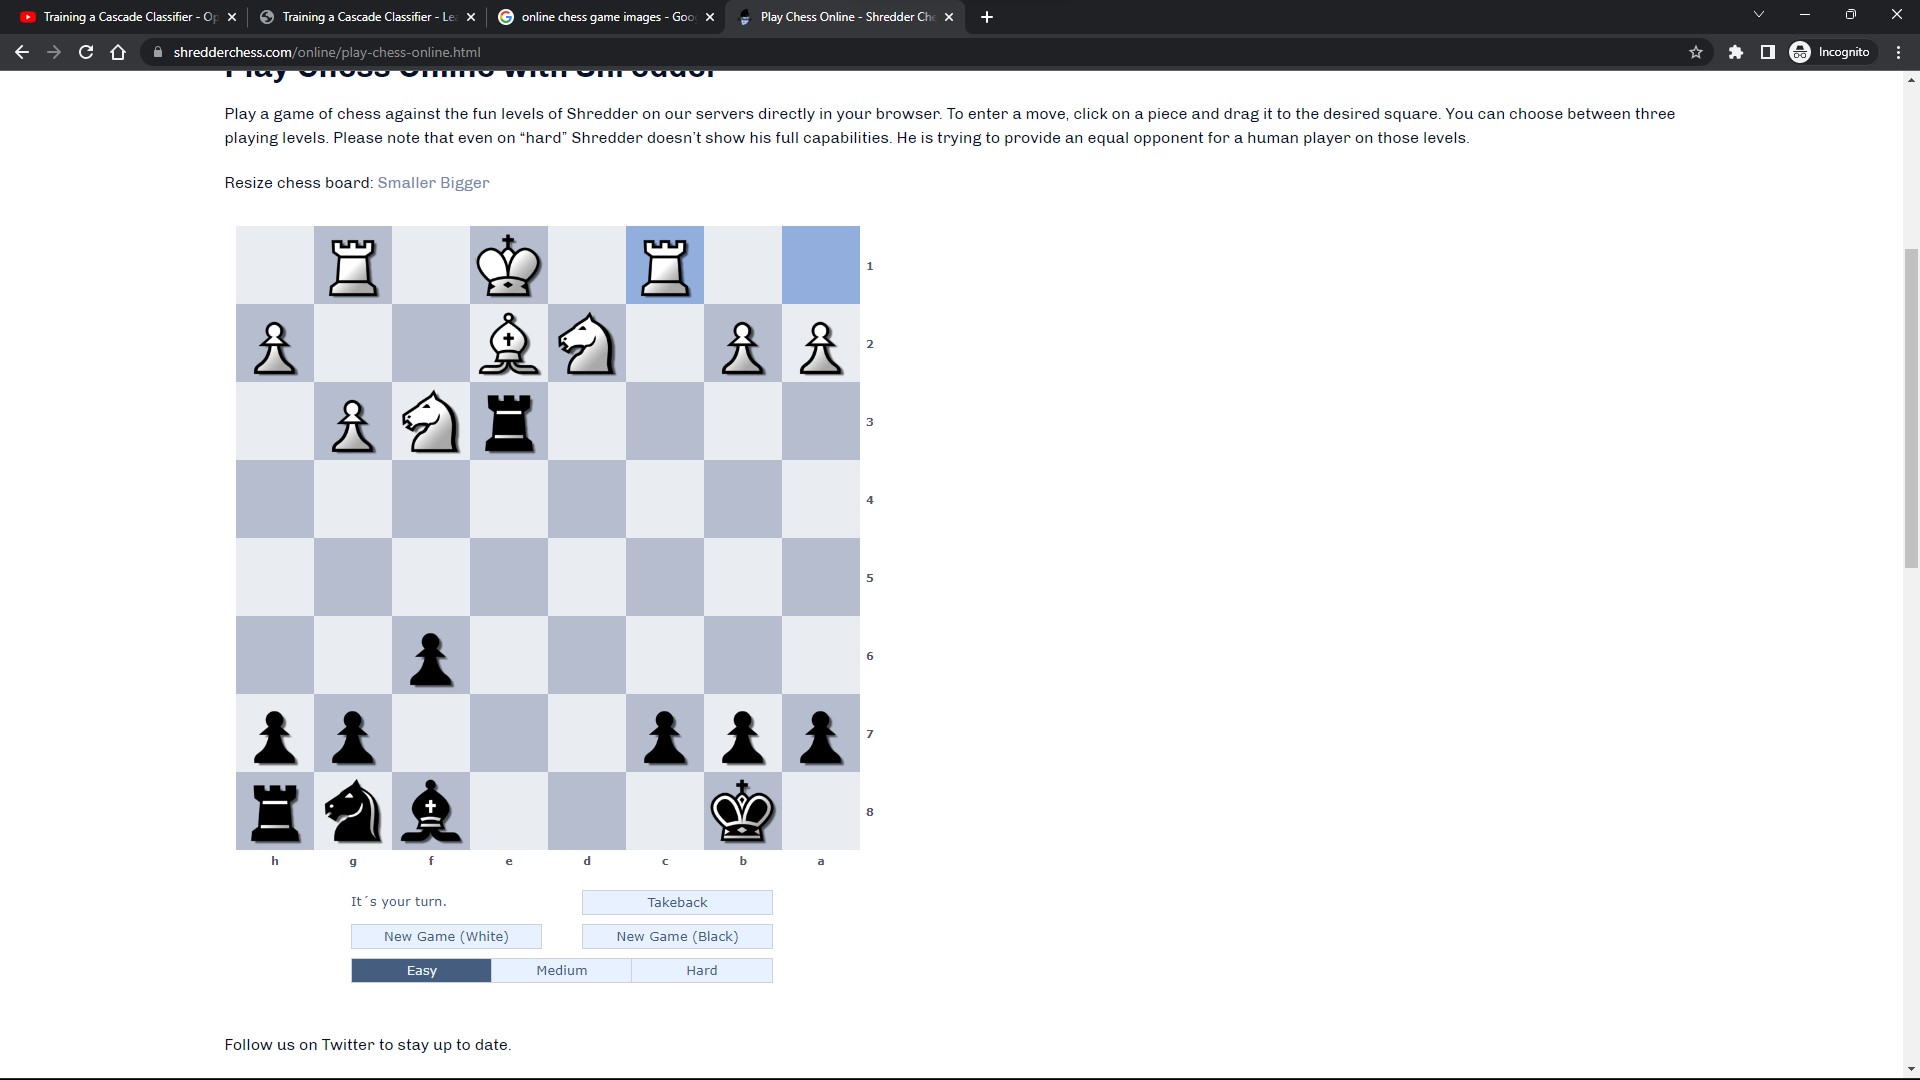 Training a Cascade Classifier - Op
Training a Cascade Classifier - Le
online chess game images - Goo
Play Chess Online - Shredder Che
shredderchess.com/online/play-chess-online.html
Incognito
Play Chess Online with Shredder
Play a game of chess against the fun levels of Shredder on our servers directly in your browser. To enter a move, click on a piece and drag it to the desired square. You can choose between three
playing levels. Please note that even on “hard” Shredder doesn’t show his full capabilities. He is trying to provide an equal opponent for a human player on those levels.
Resize chess board: Smaller Bigger
1
2
3
4
5
6
7
8
h g f e d c b a
It´s your turn.
Takeback
New Game (White)
New Game (Black)
Easy
Medium
Hard
Follow us on Twitter to stay up to date.